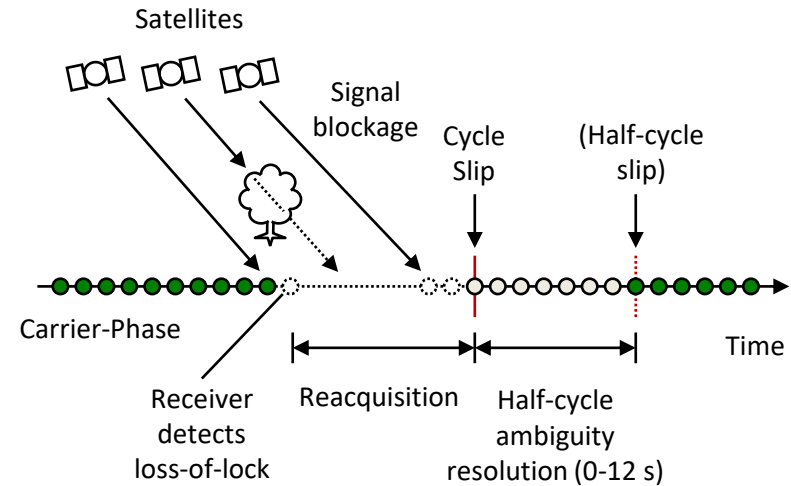 Satellites
Signal
blockage
Cycle
Slip
(Half-cycle
slip)
Carrier-Phase
Time
Receiver
detects
loss-of-lock
Reacquisition
Half-cycle
ambiguity
resolution (0-12 s)